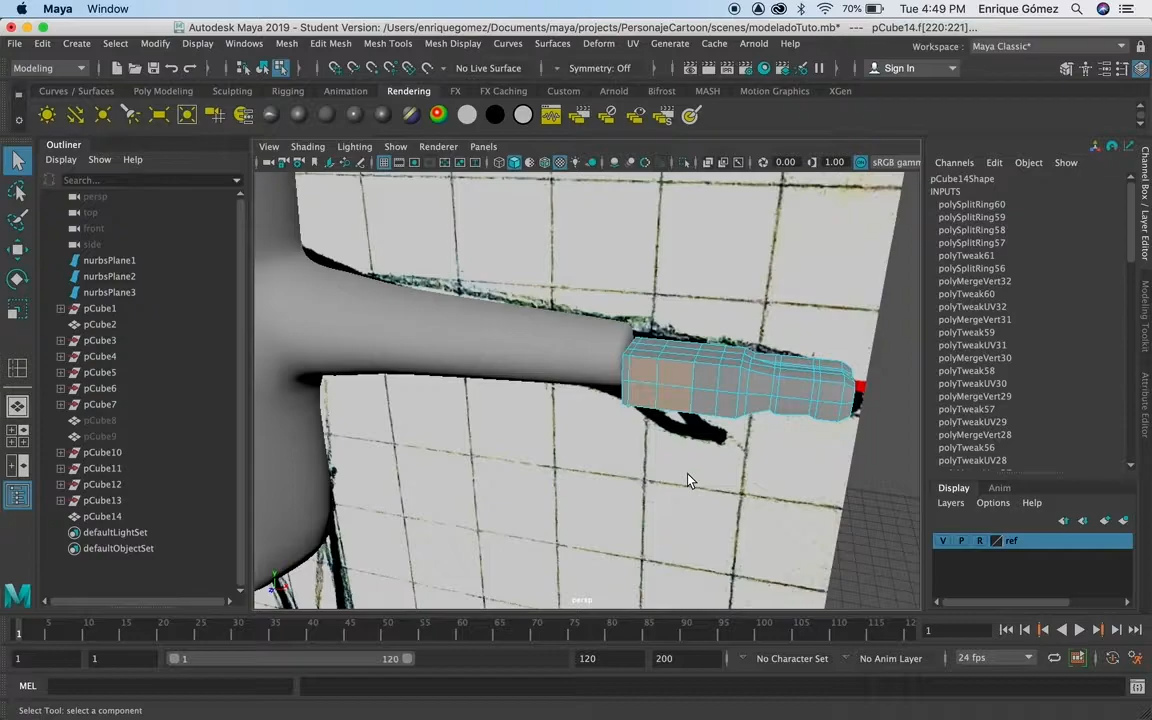 Maya Window 70% Tue 4:49 PM Enrique Gómez
Autodesk Maya 2019 - Student Version: /Users/enriquegomez/Documents/maya/projects/PersonajeCartoon/scenes/modeladoTuto.mb* --- pCube14.f[220:221]...
File Edit Create Select Modify Display Windows Mesh Edit Mesh Mesh Tools Mesh Display Curves Surfaces Deform UV Generate Cache Arnold Help Workspace : Maya Classic*
Modeling No Live Surface Symmetry: Off Sign In
Curves / Surfaces Poly Modeling Sculpting Rigging Animation Rendering FX FX Caching Custom Arnold Bifrost MASH Motion Graphics XGen
Outliner
Display Show Help
Search...
persp
top
front
side
nurbsPlane1
nurbsPlane2
nurbsPlane3
pCube1
pCube2
pCube3
pCube4
pCube5
pCube6
pCube7
pCube8
pCube9
pCube10
pCube11
pCube12
pCube13
pCube14
defaultLightSet
defaultObjectSet
View Shading Lighting Show Renderer Panels
0.00 1.00 sRGB gamm
persp
Channels Edit Object Show
pCube14Shape
INPUTS
polySplitRing60
polySplitRing59
polySplitRing58
polySplitRing57
polyTweak61
polySplitRing56
polyMergeVert32
polyTweak60
polyTweakUV32
polyMergeVert31
polyTweak59
polyTweakUV31
polyMergeVert30
polyTweak58
polyTweakUV30
polyMergeVert29
polyTweak57
polyTweakUV29
polyMergeVert28
polyTweak56
polyTweakUV28
Display Anim
Layers Options Help
V P R ref
Channel Box / Layer Editor
Modeling Toolkit
Attribute Editor
5 10 15 20 25 30 35 40 45 50 55 60 65 70 75 80 85 90 95 100 105 110 115 12
1 1
1 1 1 120 120 200 No Character Set No Anim Layer 24 fps
MEL
Select Tool: select a component